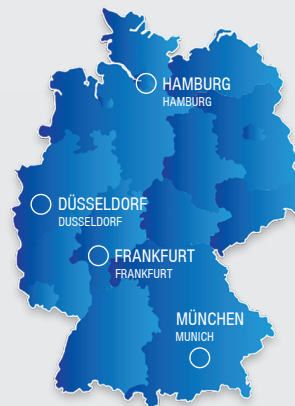 HAMBURG
HAMBURG
DÜSSELDORF
DUSSELDORF
FRANKFURT
FRANKFURT
MÜNCHEN
MUNICH